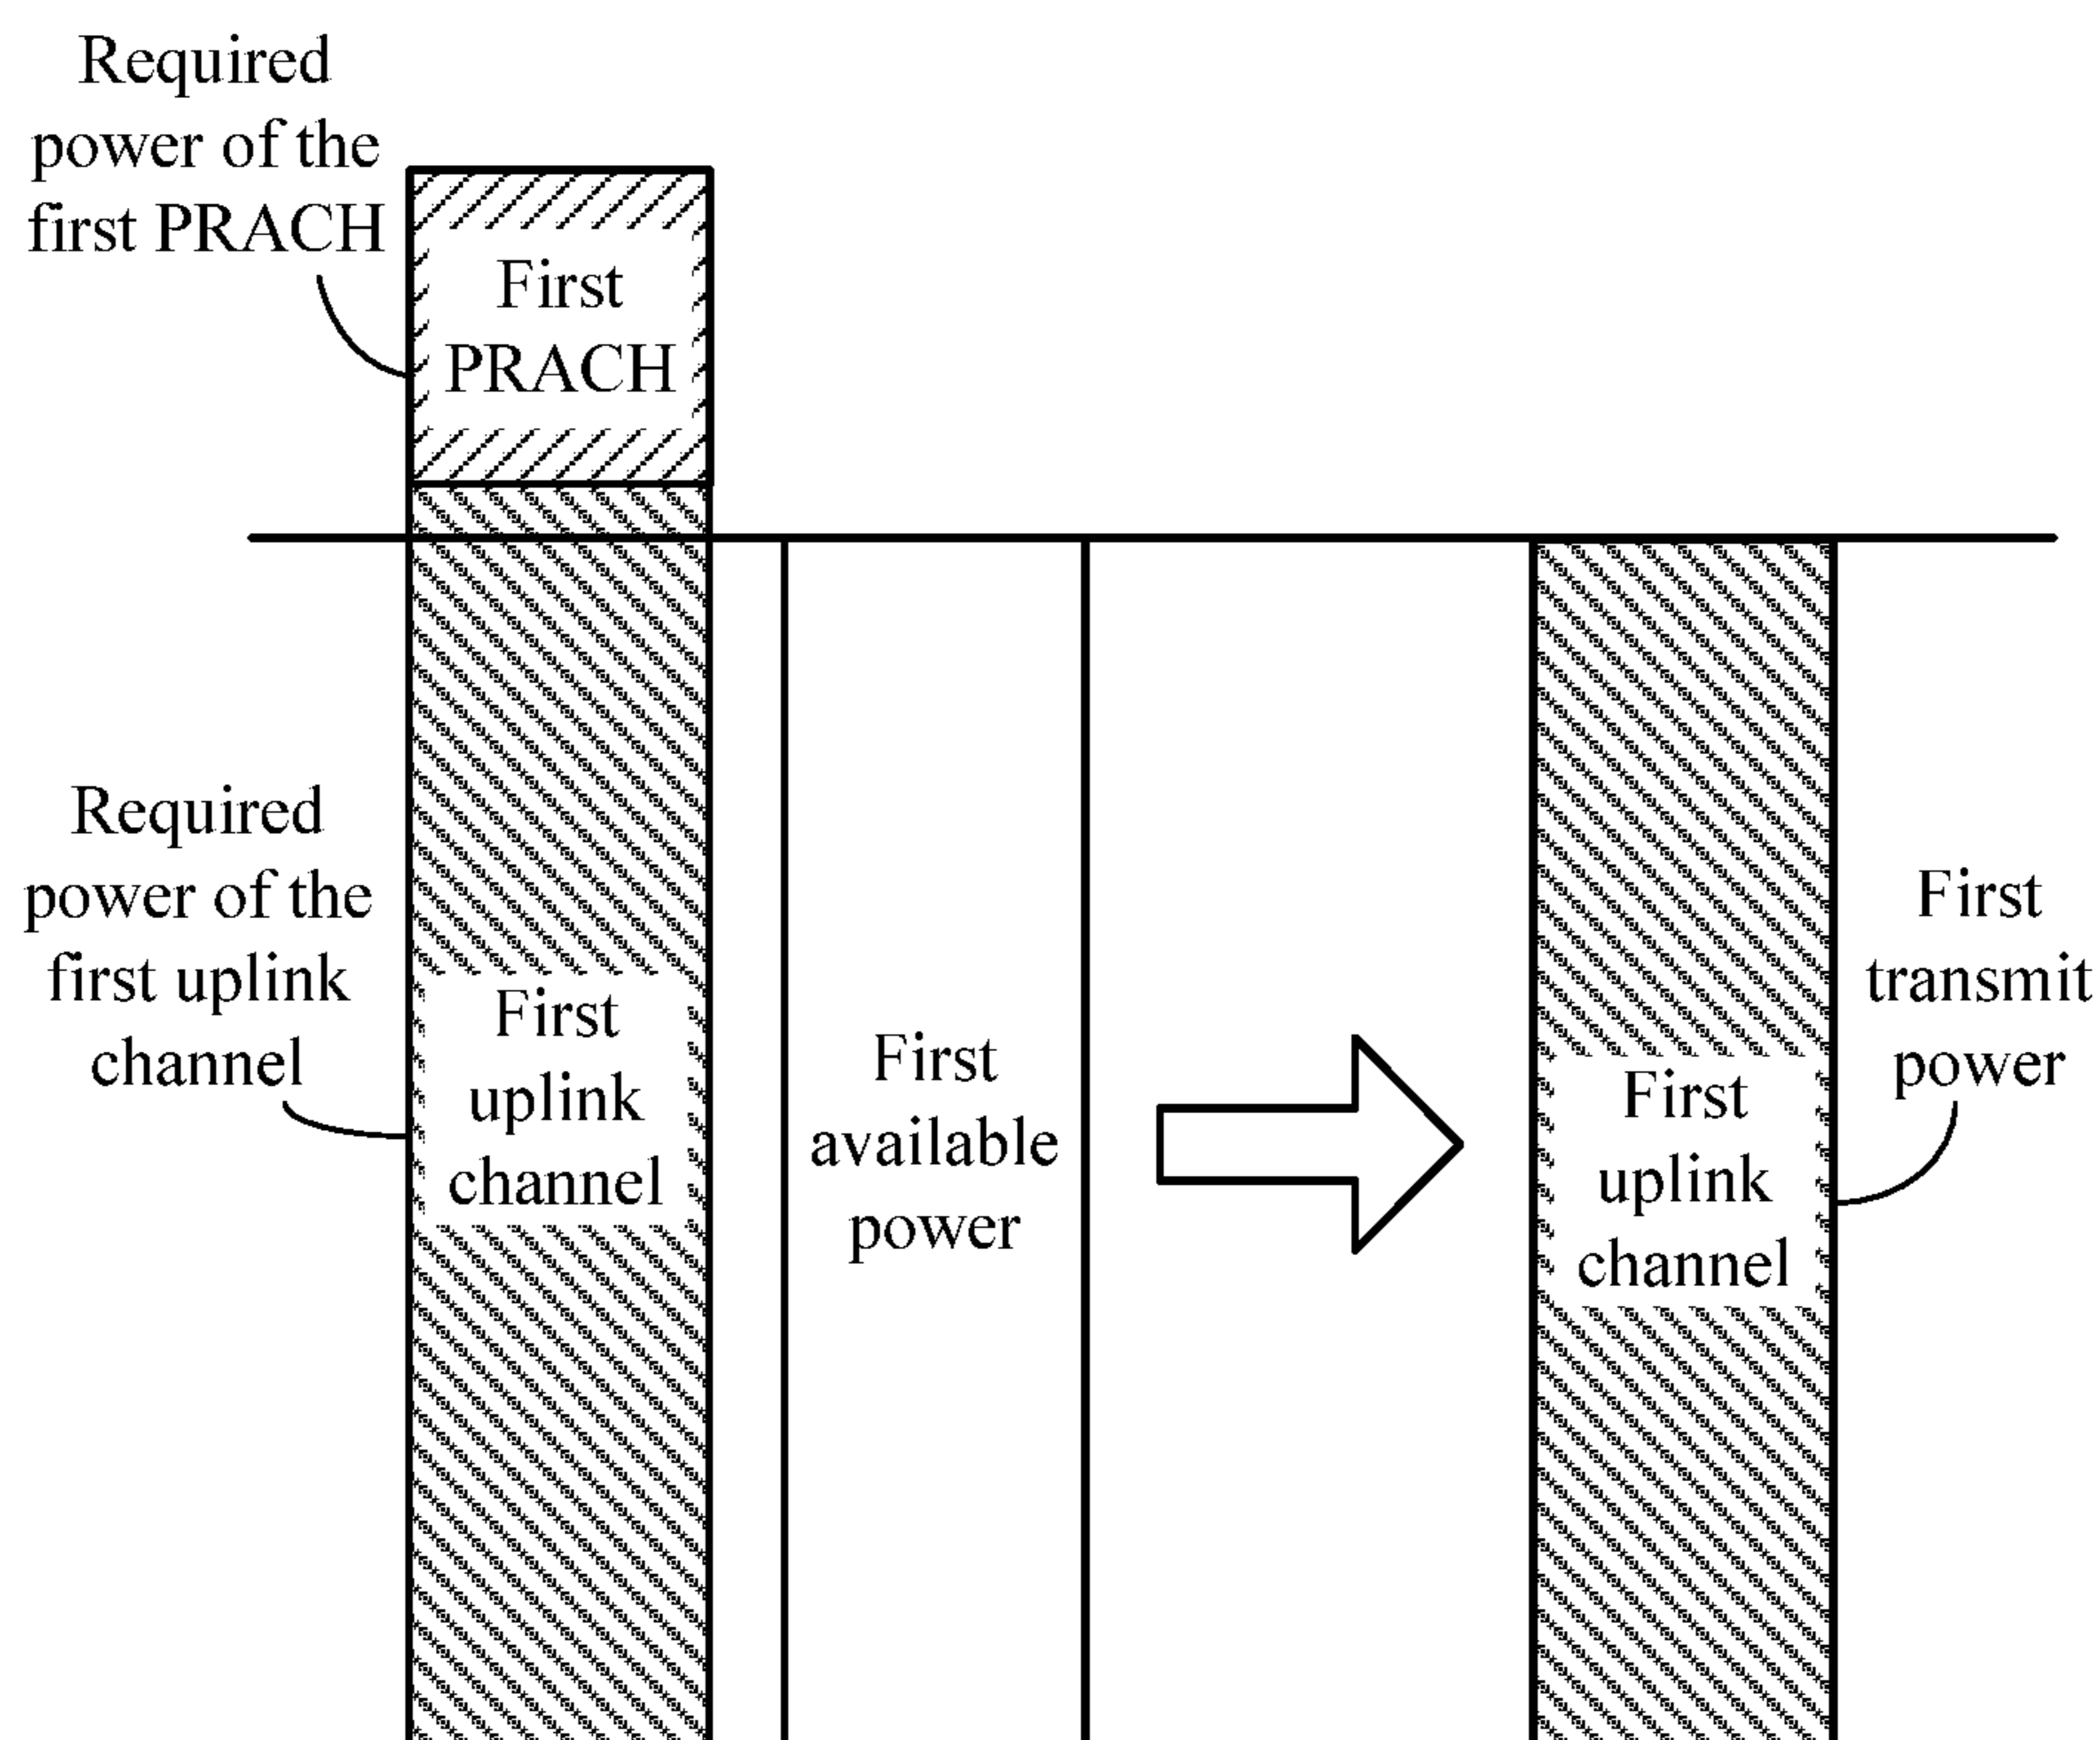 Required
power of the
first PRACH
First
PRACH
Required
power of the
first uplink
channel
First
uplink
channel
First
available
power
First
uplink
channel
First
transmit
power